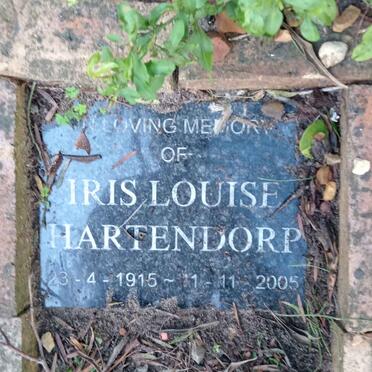 LOVING MEMORY
OF
IRIS LOUISE
HARTENDORP
3-4-1915 ~ 11-11-2005